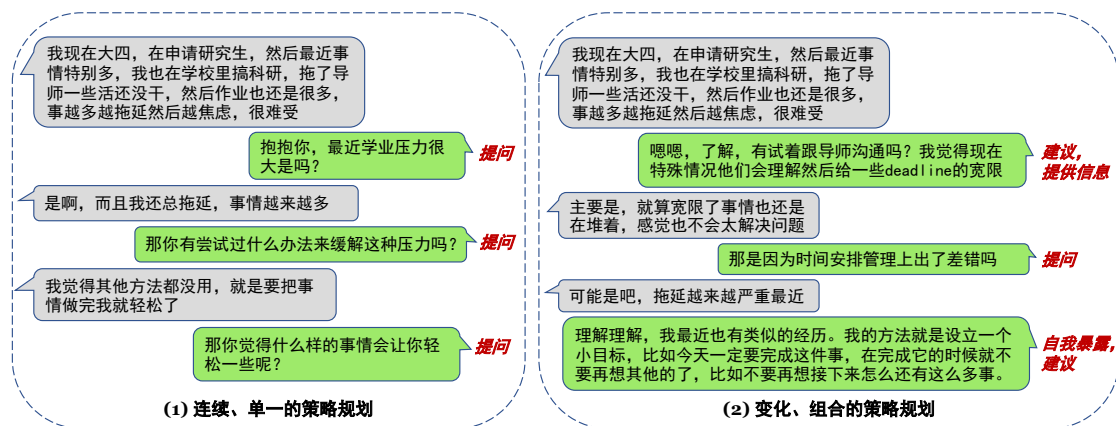 我现在大四，在申请研究生，然后最近事
情特别多，我也在学校里搞科研，拖了导
师一些活还没干，然后作业也还是很多，
事越多越拖延然后越焦虑，很难受
抱抱你，最近学业压力很
大是吗？
提问
是啊，而且我还总拖延，事情越来越多
那你有尝试过什么办法来缓解这种压力吗？
提问
我觉得其他方法都没用，就是要把事
情做完我就轻松了
那你觉得什么样的事情会让你轻
松一些呢？
提问
(1) 连续、单一的策略规划
我现在大四，在申请研究生，然后最近事
情特别多，我也在学校里搞科研，拖了导
师一些活还没干，然后作业也还是很多，
事越多越拖延然后越焦虑，很难受
嗯嗯，了解，有试着跟导师沟通吗？我觉得现在
特殊情况他们会理解然后给一些deadline的宽限
建议，
提供信息
主要是，就算宽限了事情也还是
在堆着，感觉也不会太解决问题
那是因为时间安排管理上出了差错吗
提问
可能是吧，拖延越来越严重最近
理解理解，我最近也有类似的经历。我的方法就是设立一个
小目标，比如今天一定要完成这件事，在完成它的时候就不
要再想其他的了，比如不要再想接下来怎么还有这么多事。
自我暴露，
建议
(2) 变化、组合的策略规划